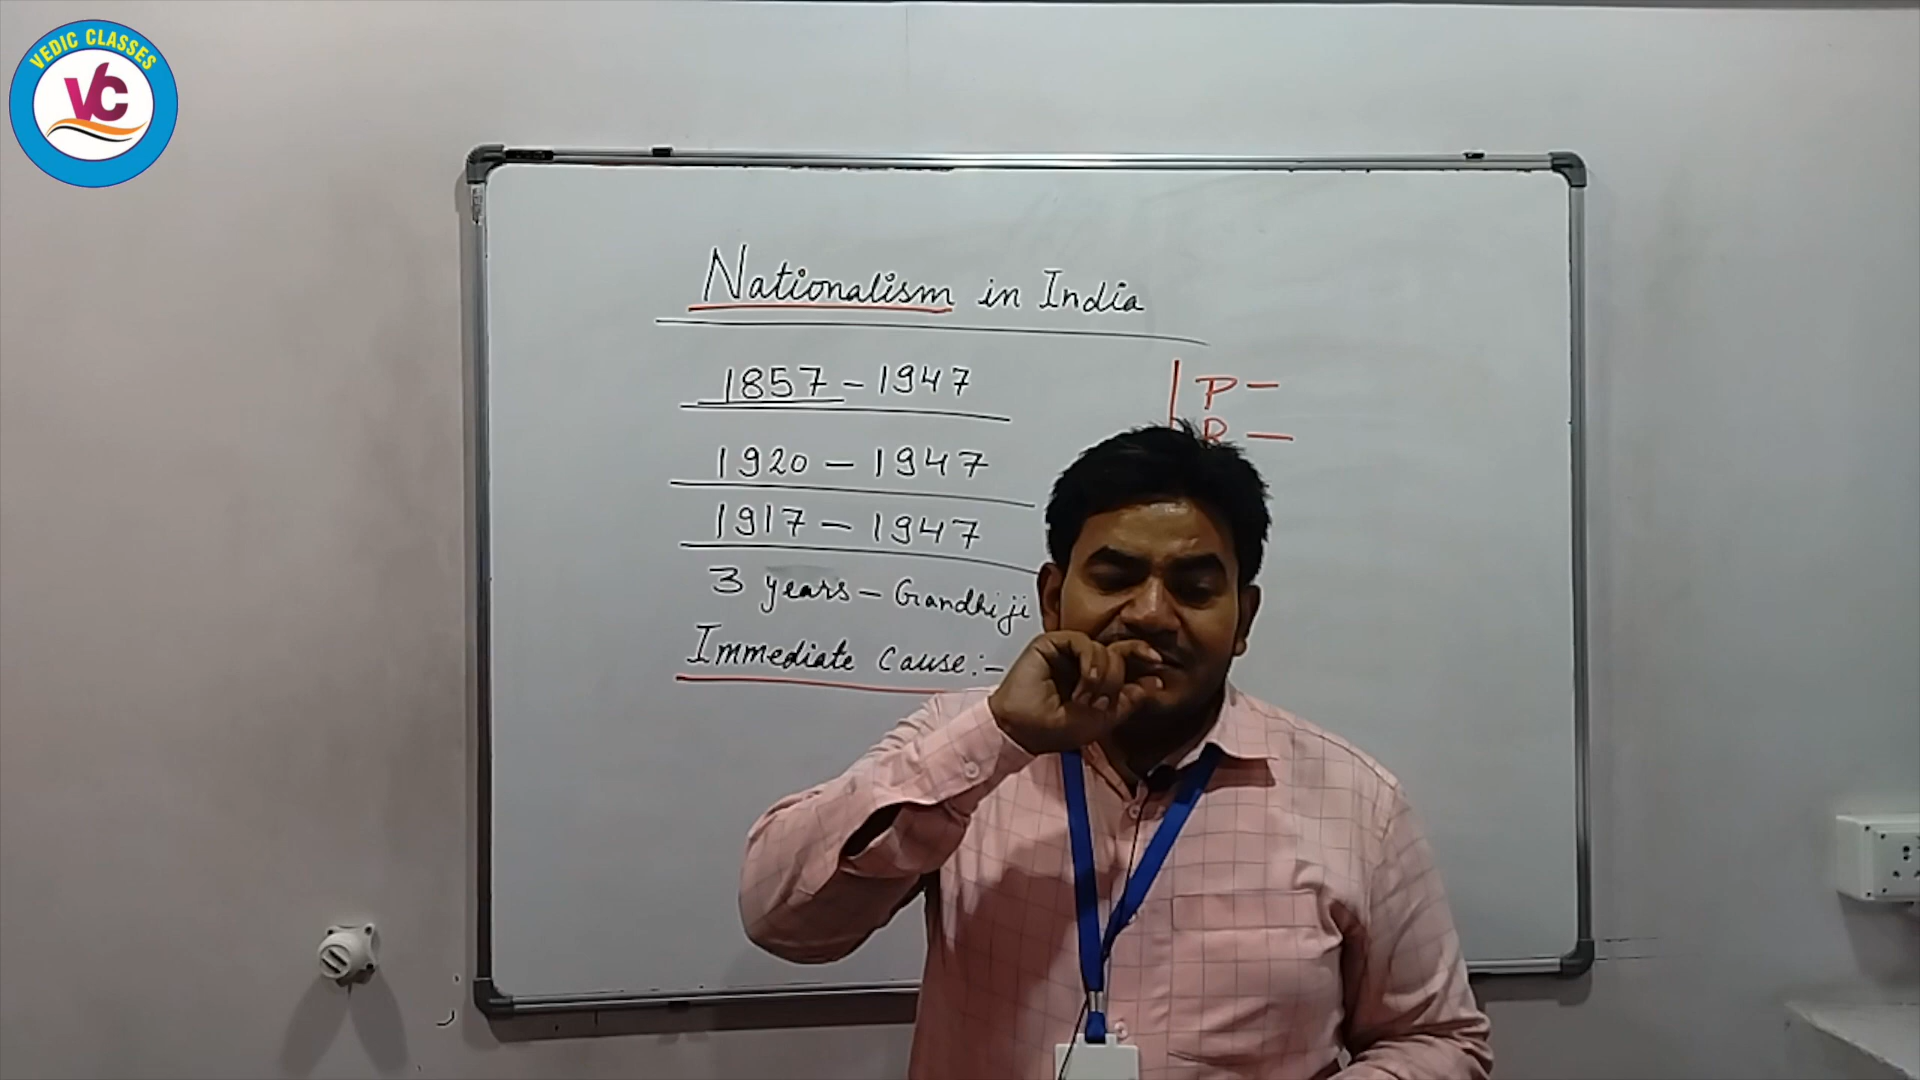 VEDIC CLASSES
VC
Nationalism in India
1857 - 1947
1920 - 1947
1917 - 1947
3 years - Gandhiji
Immediate Cause:-
P -
R -